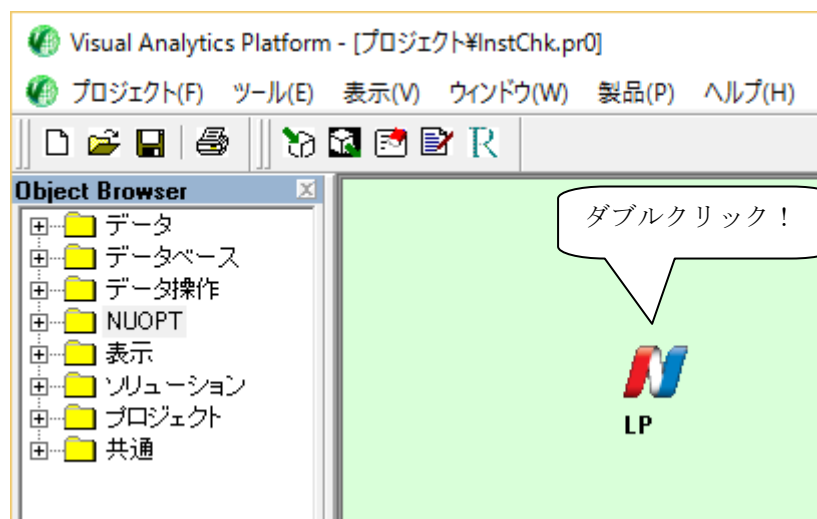 Visual Analytics Platform - [プロジェクト¥InstChk.pr0]
プロジェクト(F) ツール(E) 表示(V) ウィンドウ(W) 製品(P) ヘルプ(H)
Object Browser
データ
データベース
データ操作
NUOPT
表示
ソリューション
プロジェクト
共通
ダブルクリック！
LP